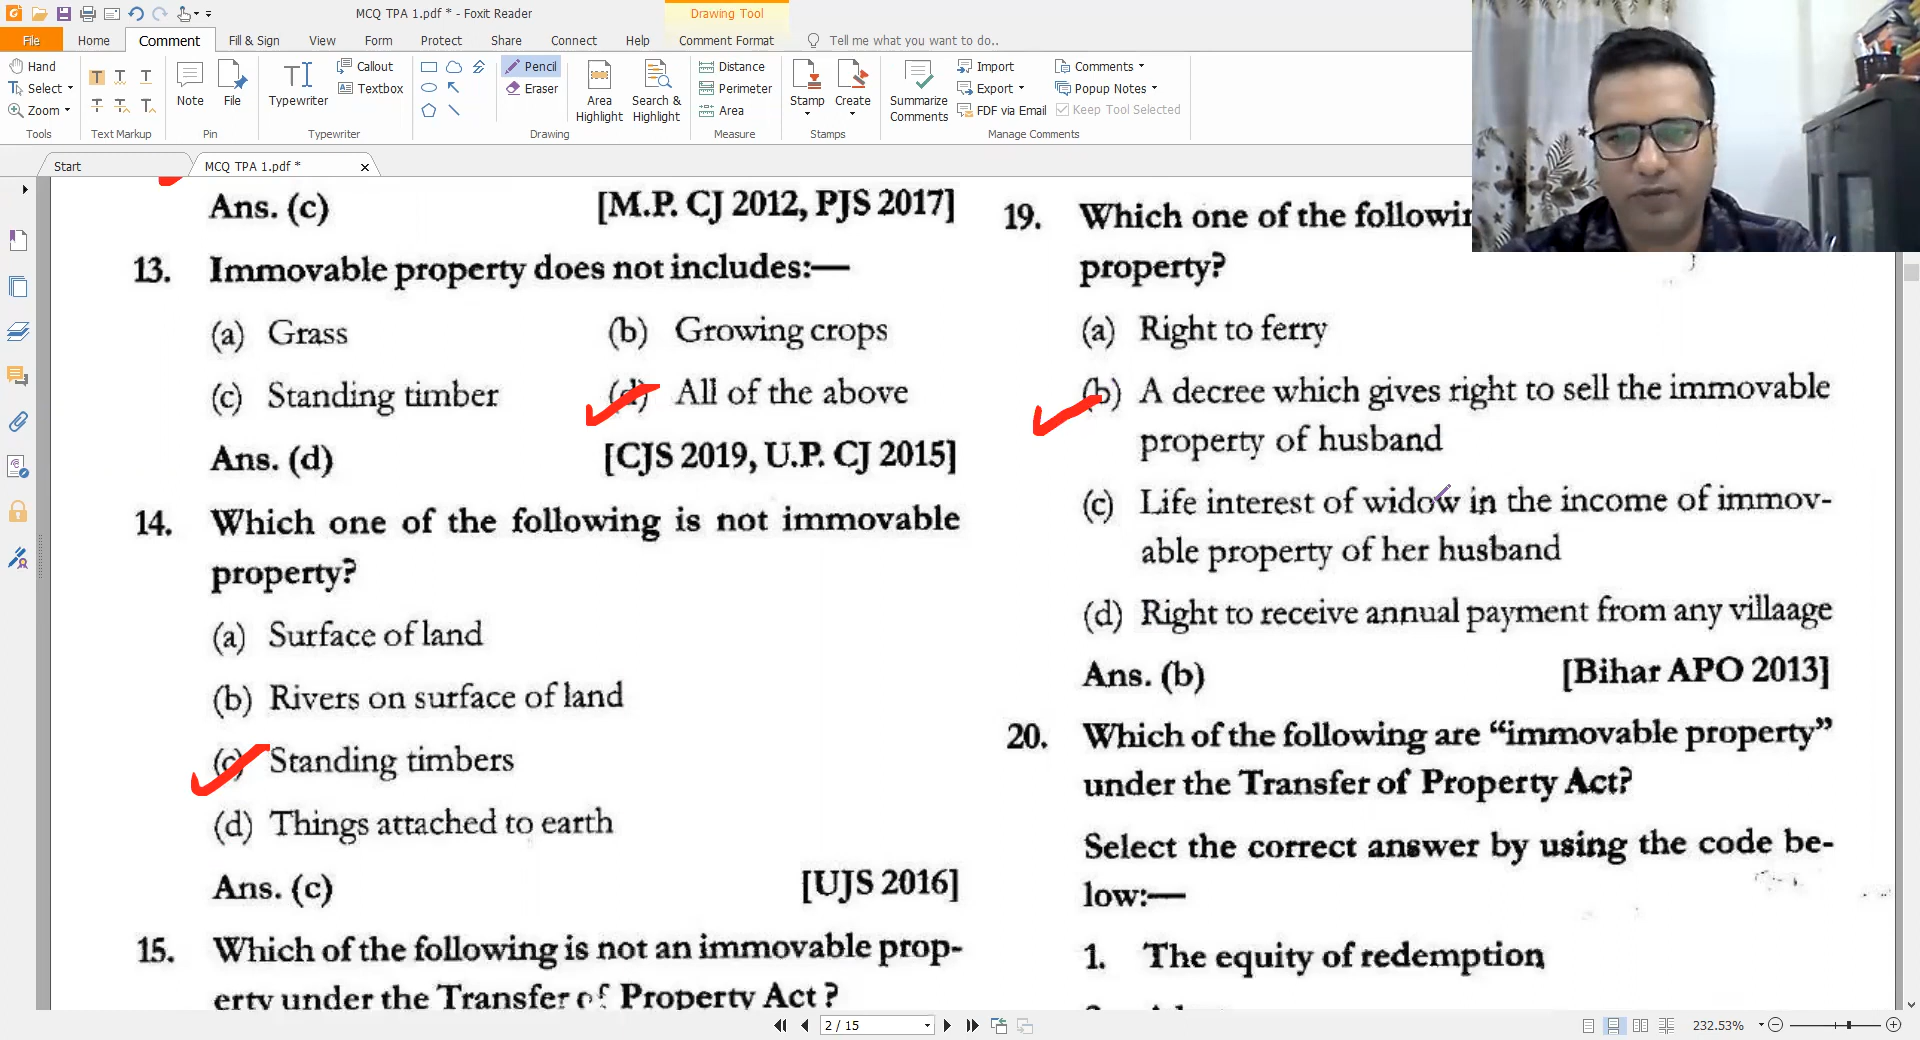 MCQ TPA 1.pdf * - Foxit Reader
Drawing Tool
File Home Comment Fill & Sign View Form Protect Share Connect Help Comment Format Tell me what you want to do..
Hand
Select
Zoom
Tools
Text Markup
Note
File
Pin
Typewriter
Callout
Textbox
Typewriter
Pencil
Eraser
Area
Highlight
Search &
Highlight
Drawing
Distance
Perimeter
Area
Measure
Stamp
Create
Stamps
Summarize
Comments
Import
Export
FDF via Email
Comments
Popup Notes
Keep Tool Selected
Manage Comments
Start
MCQ TPA 1.pdf *
Ans. (c) [M.P. CJ 2012, PJS 2017]
13. Immovable property does not includes:—
(a) Grass (b) Growing crops
(c) Standing timber (d) All of the above
Ans. (d) [CJS 2019, U.P. CJ 2015]
14. Which one of the following is not immovable
property?
(a) Surface of land
(b) Rivers on surface of land
(c) Standing timbers
(d) Things attached to earth
Ans. (c) [UJS 2016]
15. Which of the following is not an immovable prop-
erty under the Transfer of Property Act ?
19. Which one of the
property?
(a) Right to ferry
(b) A decree which gives right to sell the immovable
property of husband
(c) Life interest of widow in the income of immov-
able property of her husband
(d) Right to receive annual payment from any villaage
Ans. (b) [Bihar APO 2013]
20. Which of the following are “immovable property”
under the Transfer of Property Act?
Select the correct answer by using the code be-
low:—
1. The equity of redemption
2 / 15
232.53%